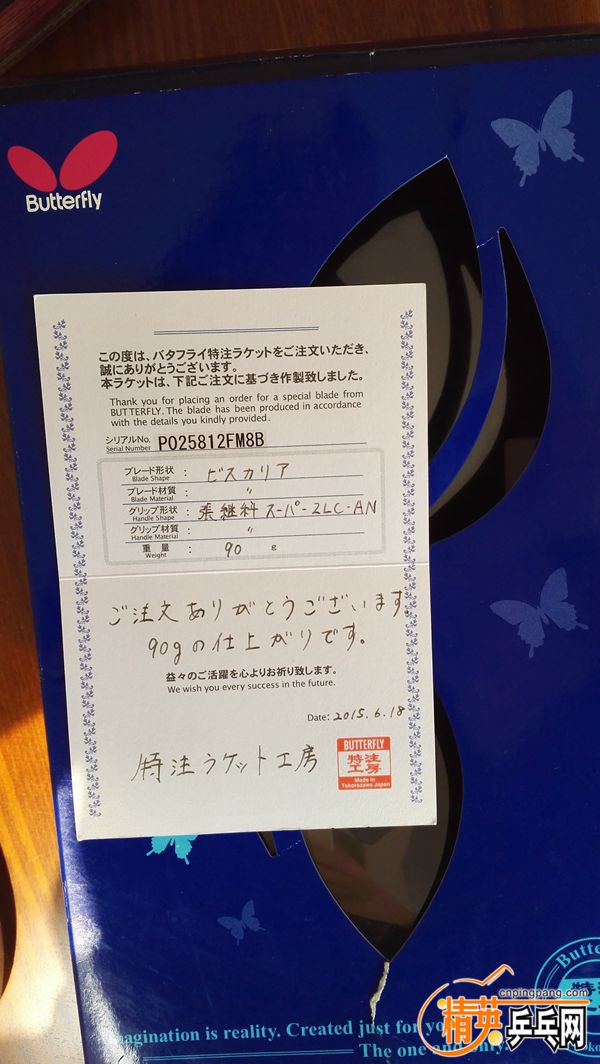 Butterfly
この度は、バタフライ特注ラケットをご注文いただき、
誠にありがとうございます。
本ラケットは、下記ご注文に基づき作製致しました。
Thank you for placing an order for a special blade from
BUTTERFLY. The blade has been produced in accordance
with the details you kindly provided.
シリアルNo.
Serial Number
PO25812FM8B
ブレード形状 : ビスカリア
Blade Shape
ブレード材質 : 〃
Blade Material
グリップ形状 : 張継科 スーパーZLC-AN
Handle Shape
グリップ材質 : 〃
Handle Material
重量 : 90 g
Weight
ご注文ありがとうございます。
90gの仕上がりです。
益々のご活躍を心よりお祈り致します。
We wish you every success in the future.
Date: 2015.6.18
特注ラケット工房
BUTTERFLY
特注
工房
Made in
Tokorozawa Japan
Butte
特注
Imagination is reality. Created just for yo
The one and only.
cnpingpang.com
精英乒乓网